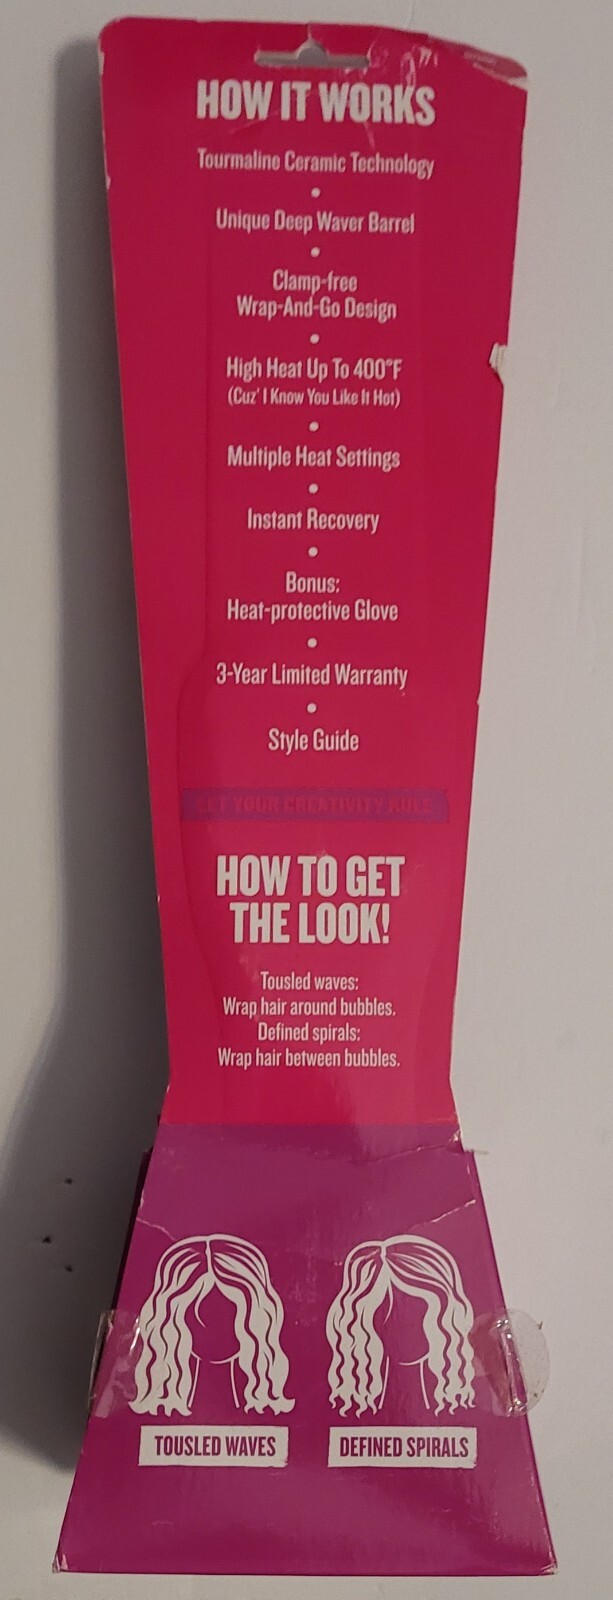 HOW IT WORKS
Tourmaline Ceramic Technology
•
Unique Deep Waver Barrel
•
Clamp-free
Wrap-And-Go Design
•
High Heat Up To 400°F
(Cuz' I Know You Like It Hot)
•
Multiple Heat Settings
•
Instant Recovery
•
Bonus:
Heat-protective Glove
•
3-Year Limited Warranty
•
Style Guide
LET YOUR CREATIVITY RULE
HOW TO GET
THE LOOK!
Tousled waves:
Wrap hair around bubbles.
Defined spirals:
Wrap hair between bubbles.
TOUSLED WAVES
DEFINED SPIRALS